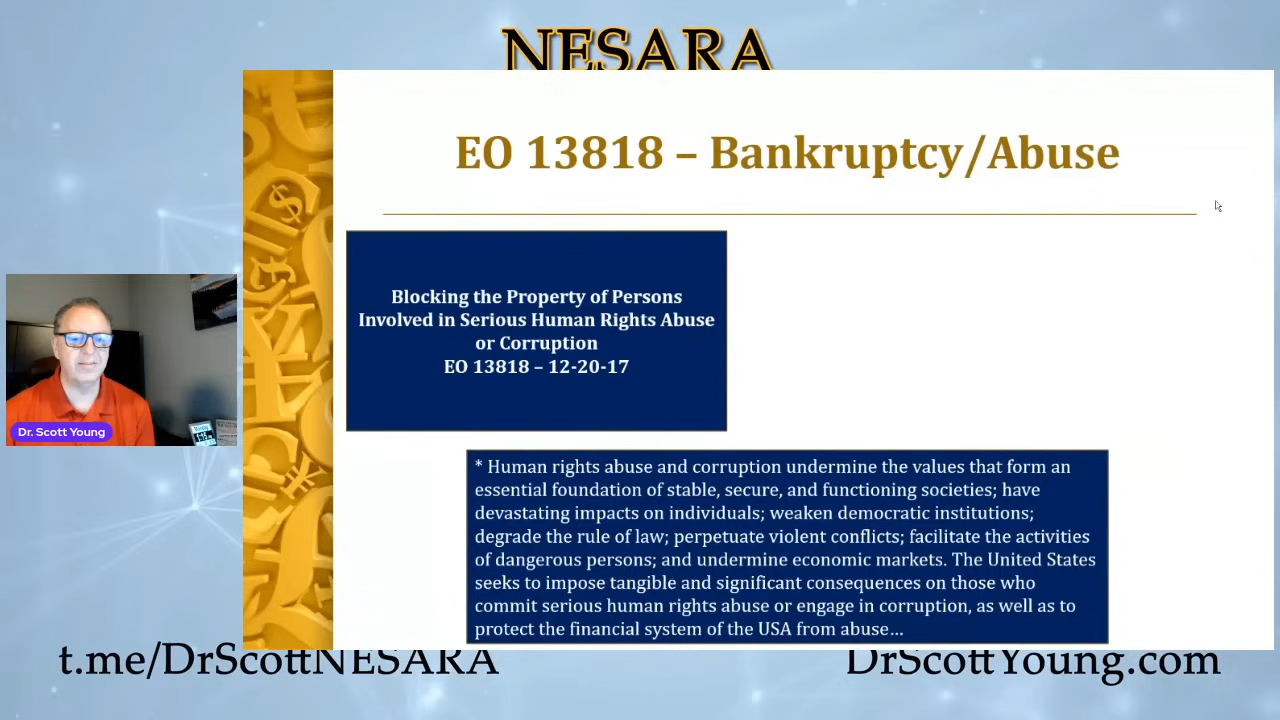 NESARA
EO 13818 – Bankruptcy/Abuse
Blocking the Property of Persons
Involved in Serious Human Rights Abuse
or Corruption
EO 13818 – 12-20-17
Dr. Scott Young
* Human rights abuse and corruption undermine the values that form an
essential foundation of stable, secure, and functioning societies; have
devastating impacts on individuals; weaken democratic institutions;
degrade the rule of law; perpetuate violent conflicts; facilitate the activities
of dangerous persons; and undermine economic markets. The United States
seeks to impose tangible and significant consequences on those who
commit serious human rights abuse or engage in corruption, as well as to
protect the financial system of the USA from abuse…
t.me/DrScottNESARA
DrScottYoung.com